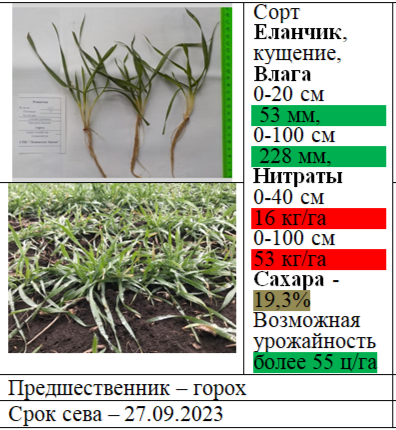 Сорт
Еланчик,
кущение,
Влага
0-20 см
53 мм,
0-100 см
228 мм,
Нитраты
0-40 см
16 кг/га
0-100 см
53 кг/га
Сахара -
19,3%
Возможная
урожайность
более 55 ц/га
Предшественник – горох
Срок сева – 27.09.2023